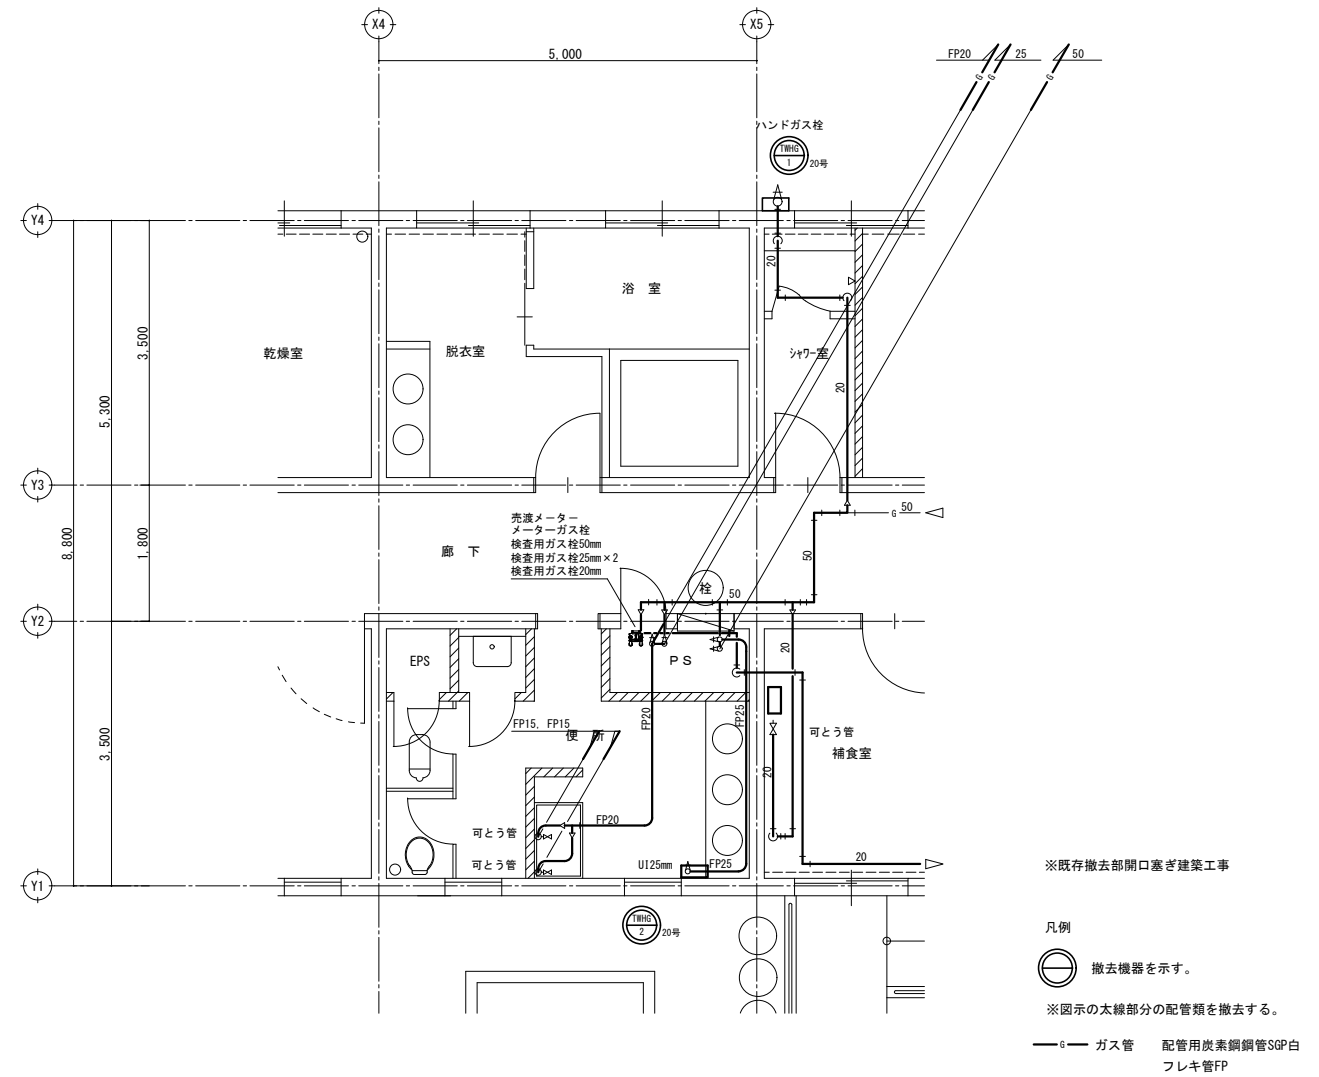 X4
X5
5,000
FP20
25
50
G
G
G
ハンドガス栓
TWHG
1
20号
Y4
20
浴　室
3,500
乾燥室
脱衣室
ｼｬﾜｰ室
20
5,300
Y3
売渡メーター
メーターガス栓
検査用ガス栓50mm
検査用ガス栓25mm×2
検査用ガス栓20mm
G
50
8,800
1,800
廊　下
50
栓
50
Y2
EPS
ＰＳ
20
FP15, FP15
FP20
FP25
便　所
可とう管
補食室
3,500
20
FP20
可とう管
可とう管
UI25mm
FP25
20
Y1
※既存撤去部開口塞ぎ建築工事
TWHG
2
20号
凡例
撤去機器を示す。
※図示の太線部分の配管類を撤去する。
G
ガス管　配管用炭素鋼鋼管SGP白
フレキ管FP